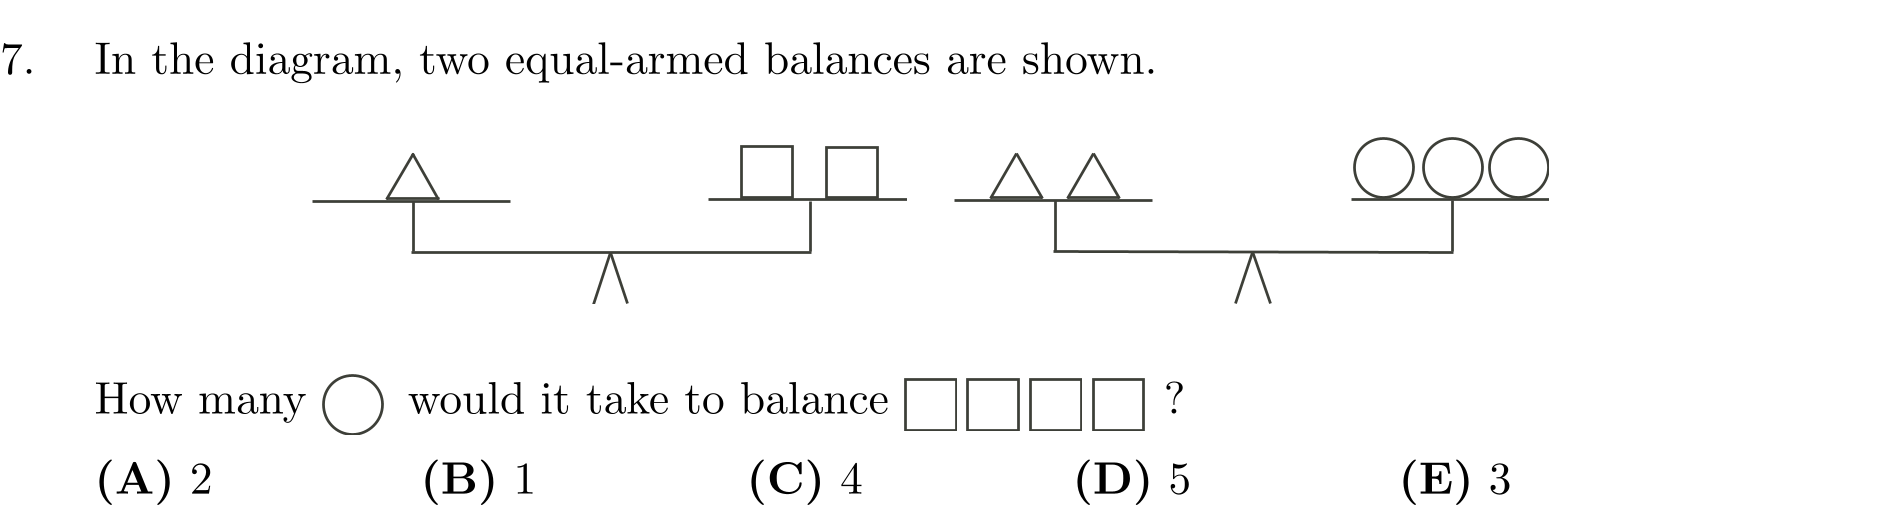 7. In the diagram, two equal-armed balances are shown.
How many would it take to balance ?
(A) 2 (B) 1 (C) 4 (D) 5 (E) 3